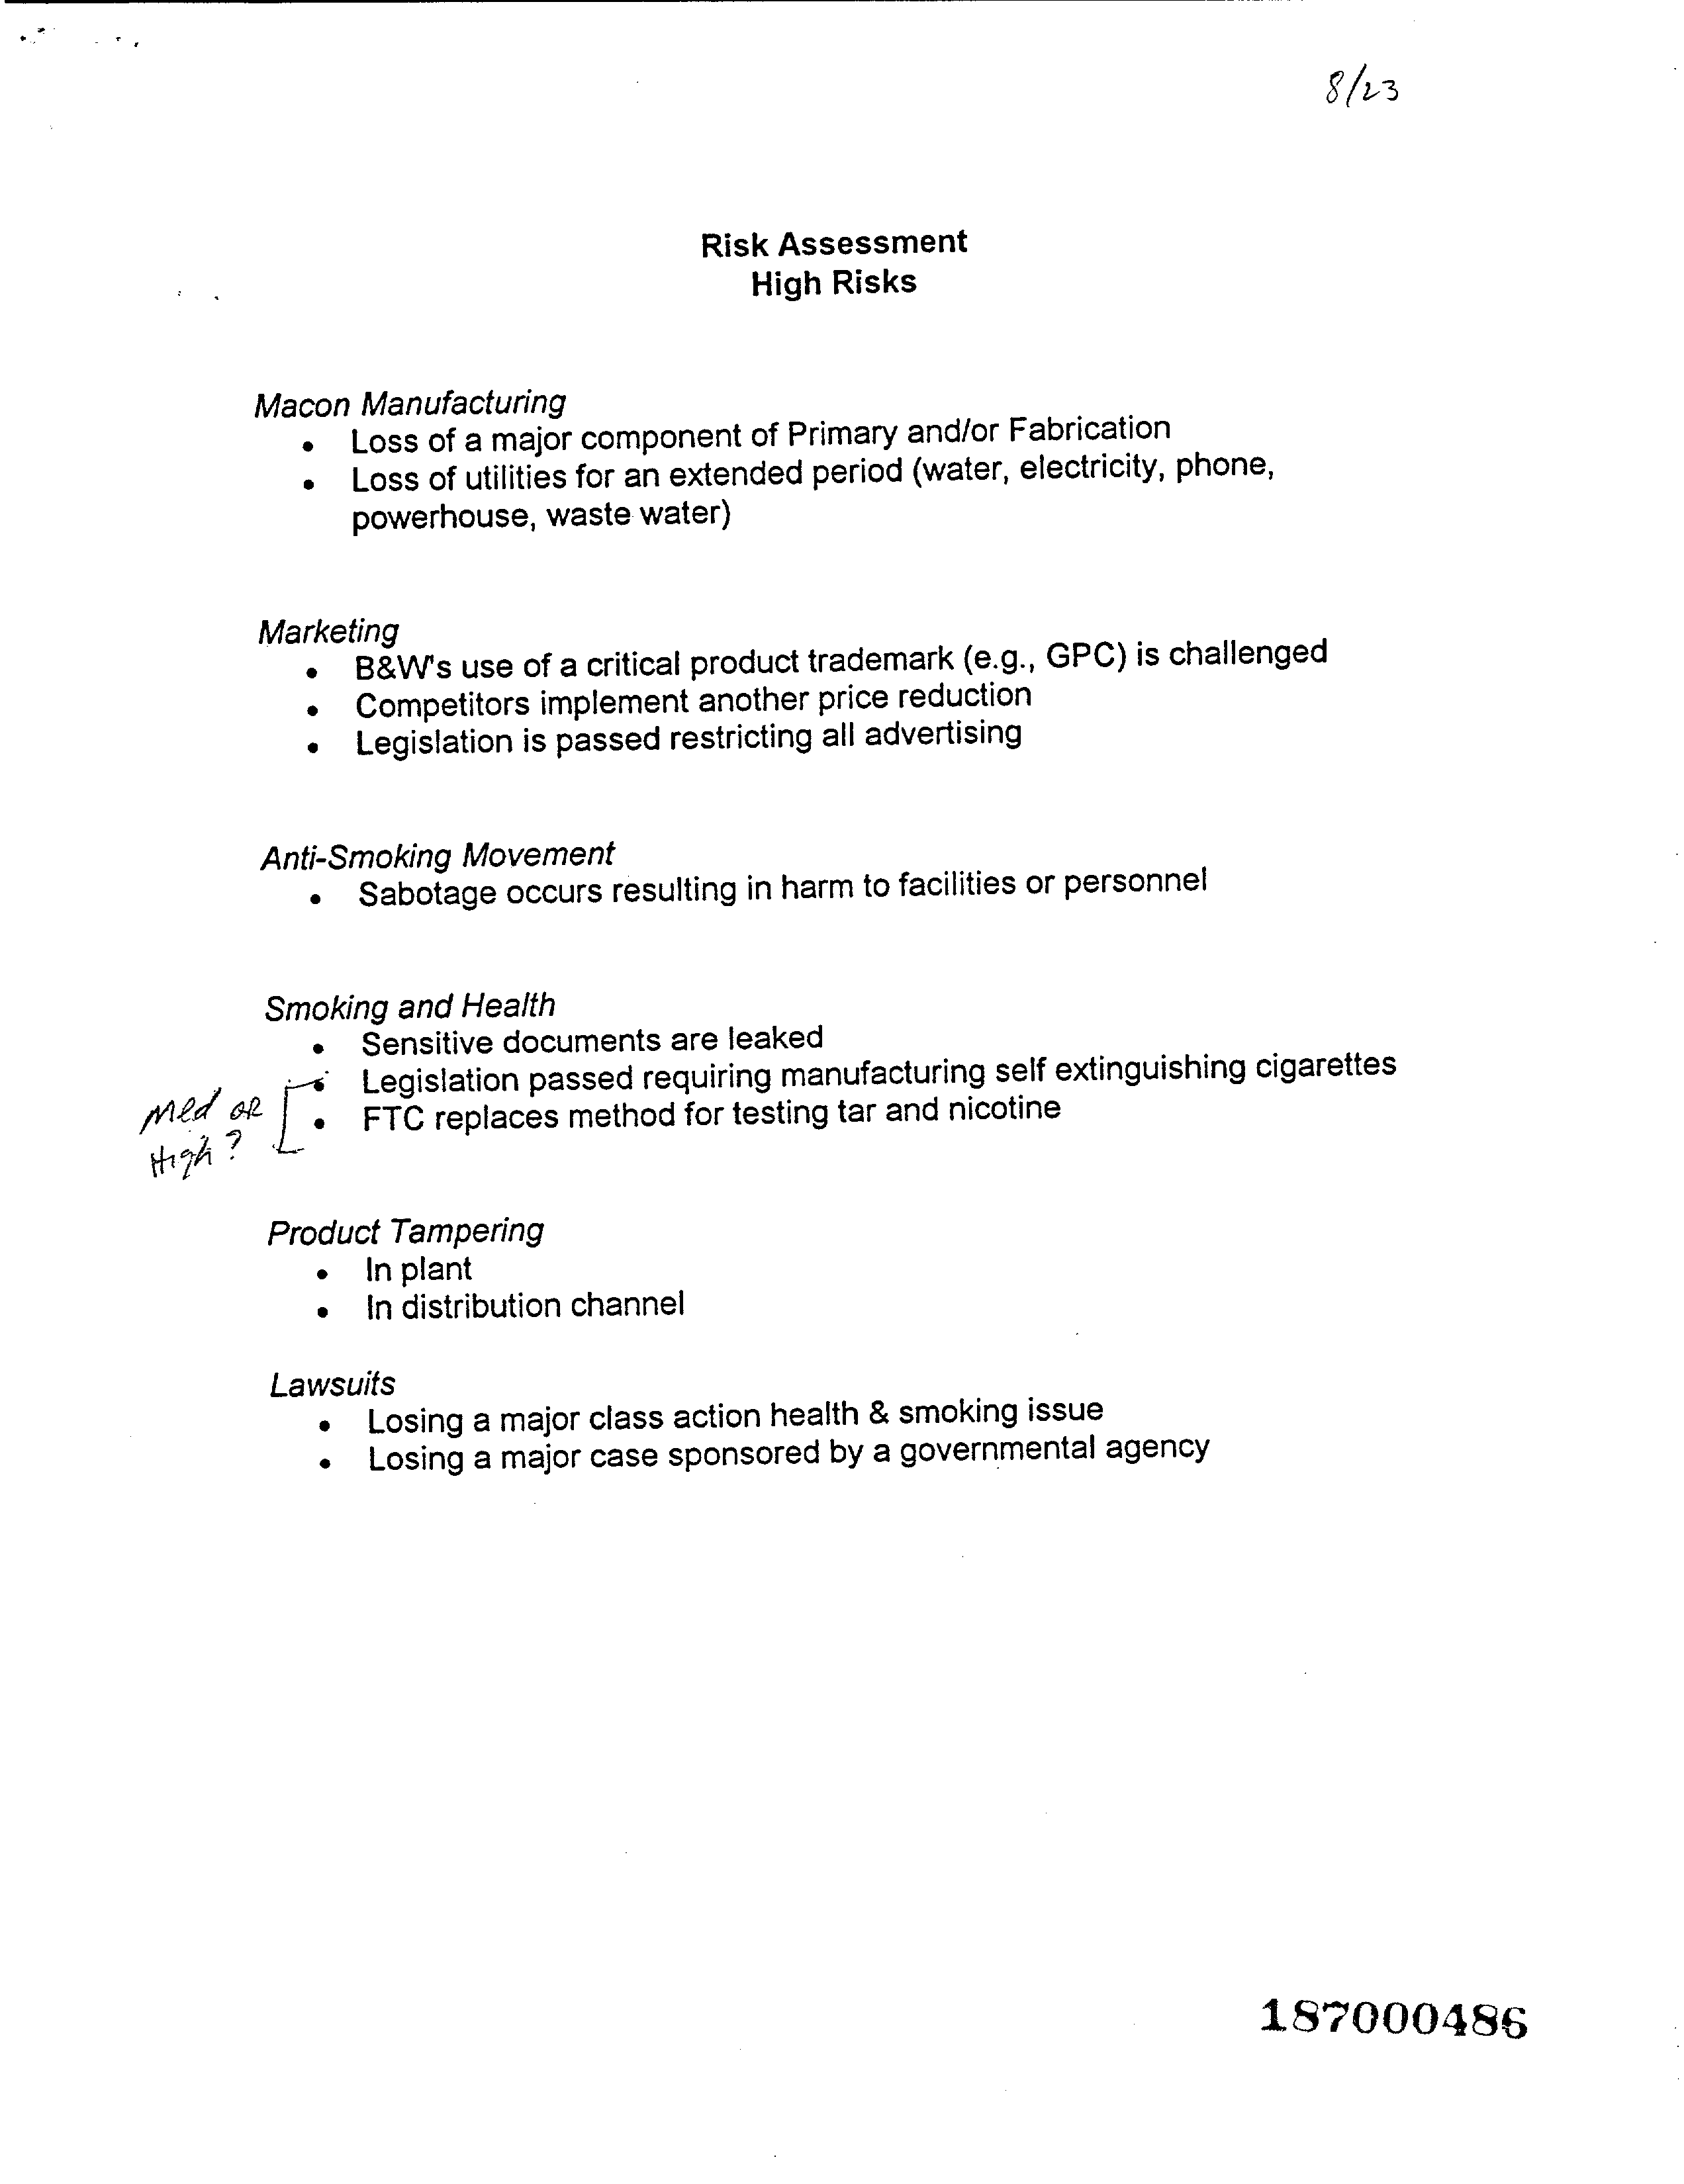 8/23
Risk Assessment
High Risks
Macon Manufacturing
• Loss of a major component of Primary and/or Fabrication
• Loss of utilities for an extended period (water, electricity, phone,
powerhouse, waste water)
Marketing
• B&W's use of a critical product trademark (e.g., GPC) is challenged
• Competitors implement another price reduction
• Legislation is passed restricting all advertising
Anti-Smoking Movement
• Sabotage occurs resulting in harm to facilities or personnel
Smoking and Health
• Sensitive documents are leaked
• Legislation passed requiring manufacturing self extinguishing cigarettes
• FTC replaces method for testing tar and nicotine
Med or
High?
Product Tampering
• In plant
• In distribution channel
Lawsuits
• Losing a major class action health & smoking issue
• Losing a major case sponsored by a governmental agency
187000486